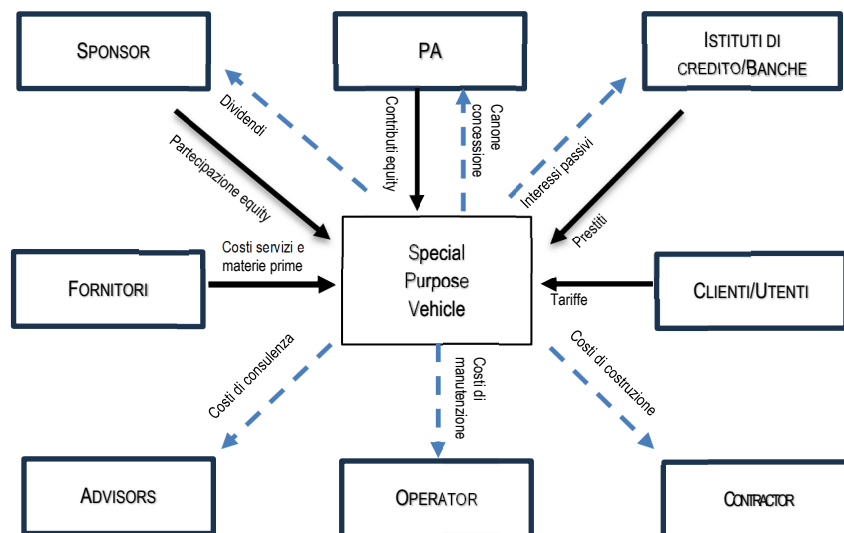 SPONSOR
PA
ISTITUTI DI
CREDITO/BANCHE
Dividendi
Partecipazione equity
Contributi equity
Canone
concoessione
Interessi passivi
Prestiti
Costi servizi e
materie prime
FORNITORI
Special
Purpose
Vehicle
Tariffe
CLIENTI/UTENTI
Costi di consulenza
Costi di
manutenzione
Costi di costruzione
ADVISORS
OPERATOR
CONTRACTOR